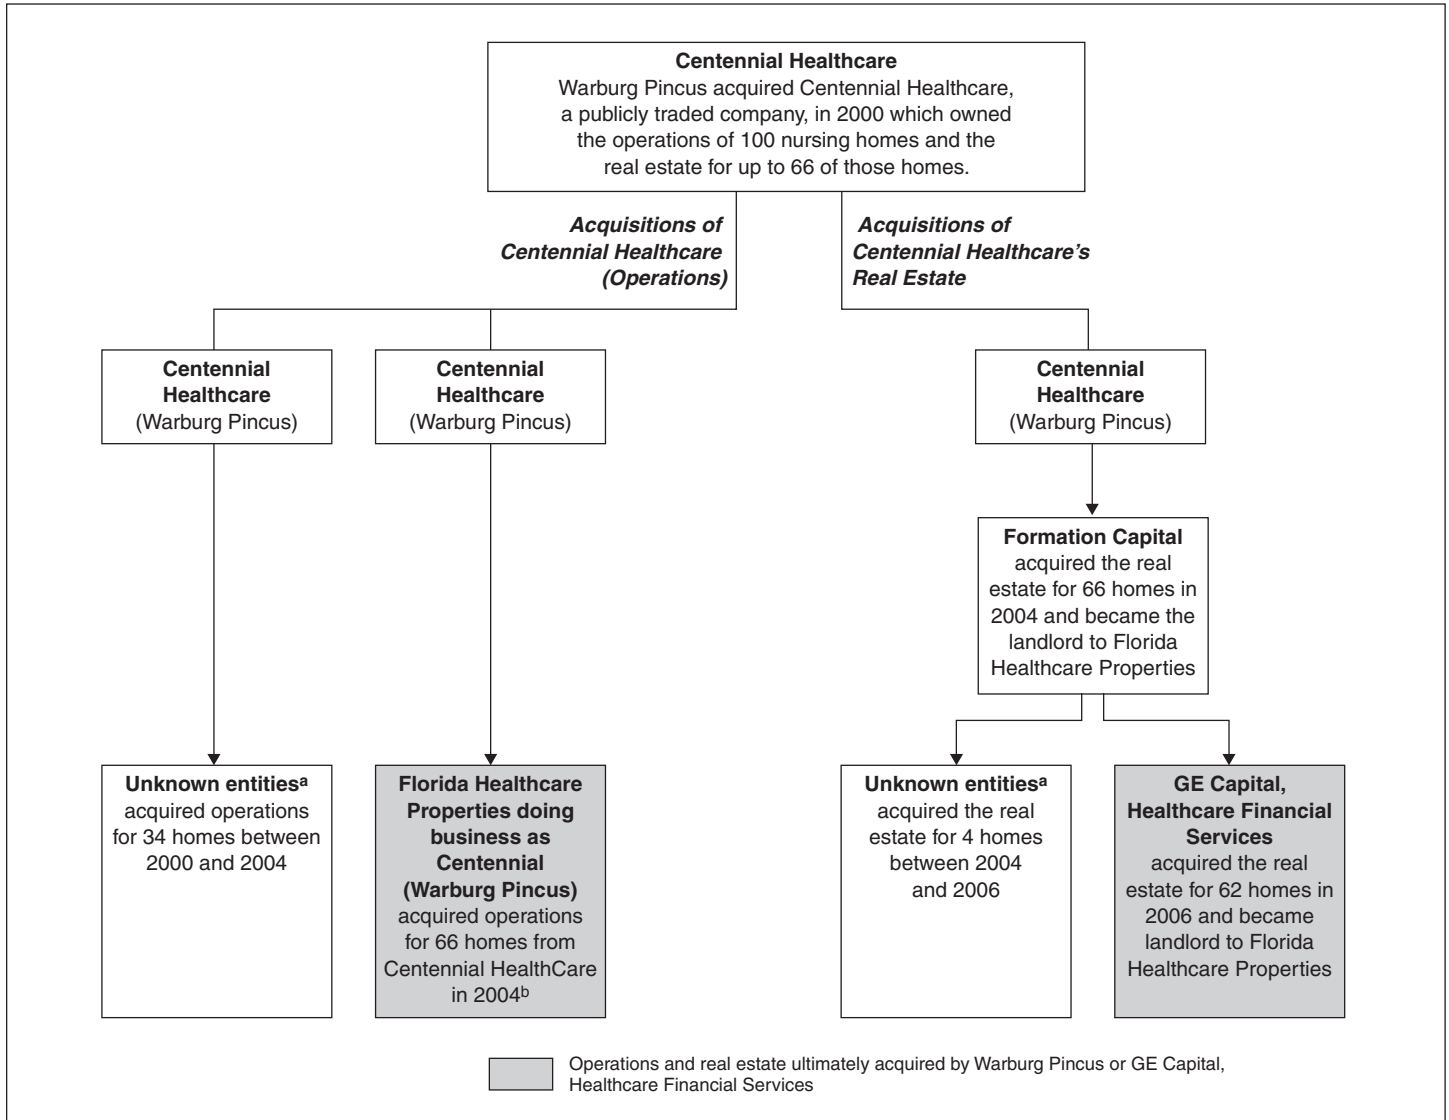 Centennial Healthcare
Warburg Pincus acquired Centennial Healthcare,
a publicly traded company, in 2000 which owned
the operations of 100 nursing homes and the
real estate for up to 66 of those homes.
Acquisitions of
Centennial Healthcare
(Operations)
Acquisitions of
Centennial Healthcare's
Real Estate
Centennial
Healthcare
(Warburg Pincus)
Centennial
Healthcare
(Warburg Pincus)
Centennial
Healthcare
(Warburg Pincus)
Formation Capital
acquired the real
estate for 66 homes in
2004 and became the
landlord to Florida
Healthcare Properties
Unknown entitiesa
acquired operations
for 34 homes between
2000 and 2004
Florida Healthcare
Properties doing
business as
Centennial
(Warburg Pincus)
acquired operations
for 66 homes from
Centennial HealthCare
in 2004b
Unknown entitiesa
acquired the real
estate for 4 homes
between 2004
and 2006
GE Capital,
Healthcare Financial
Services
acquired the real
estate for 62 homes in
2006 and became
landlord to Florida
Healthcare Properties
Operations and real estate ultimately acquired by Warburg Pincus or GE Capital,
Healthcare Financial Services